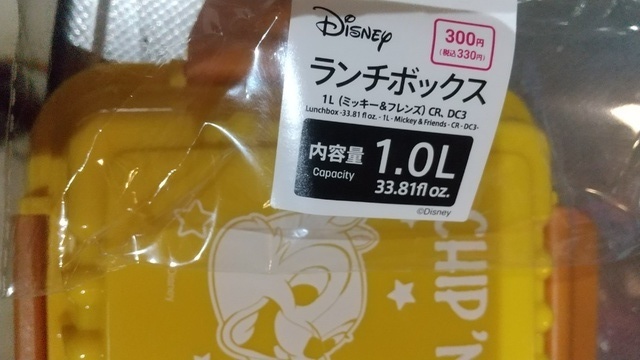 Disney
300円
(税込330円)
ランチボックス
1L (ミッキー&フレンズ) CR、DC3
Lunchbox -33.81 fl oz. - 1L - Mickey & Friends - CR - DC3-
内容量 1.0L
Capacity
33.81fl oz.
©Disney
CHIP'N